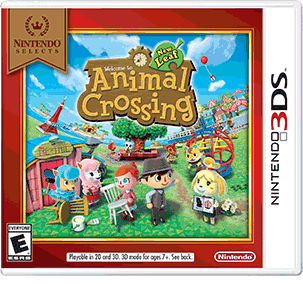 NINTENDO
SELECTS
Welcome to
New
Leaf
Animal
Crossing
NINTENDO 3DS
EVERYONE
E
ESRB
Playable in 2D and 3D. 3D mode for ages 7+. See back.
Nintendo